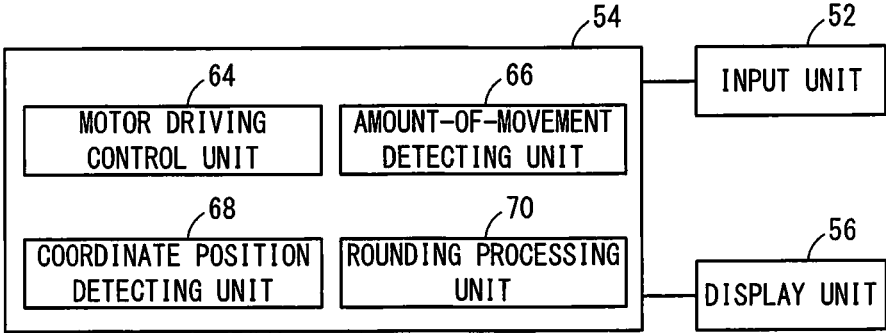 54
52
64
66
INPUT UNIT
MOTOR DRIVING
CONTROL UNIT
AMOUNT-OF-MOVEMENT
DETECTING UNIT
68
70
56
COORDINATE POSITION
DETECTING UNIT
ROUNDING PROCESSING
UNIT
DISPLAY UNIT